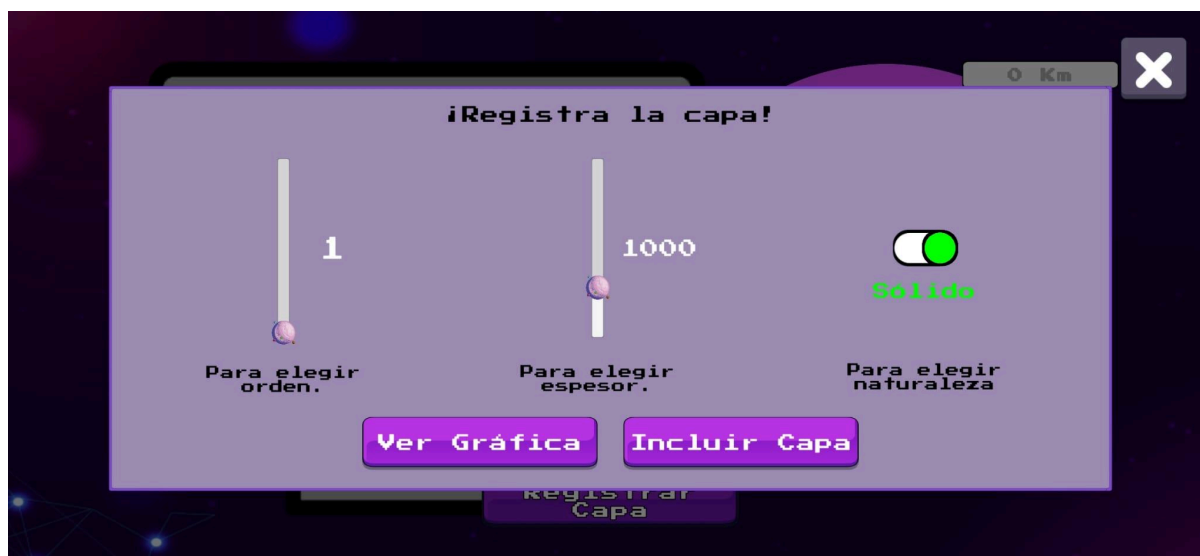 0 Km
¡Registra la capa!
1
1000
Sólido
Para elegir
orden.
Para elegir
espesor.
Para elegir
naturaleza
Ver Gráfica
Incluir Capa
Registrar
Capa